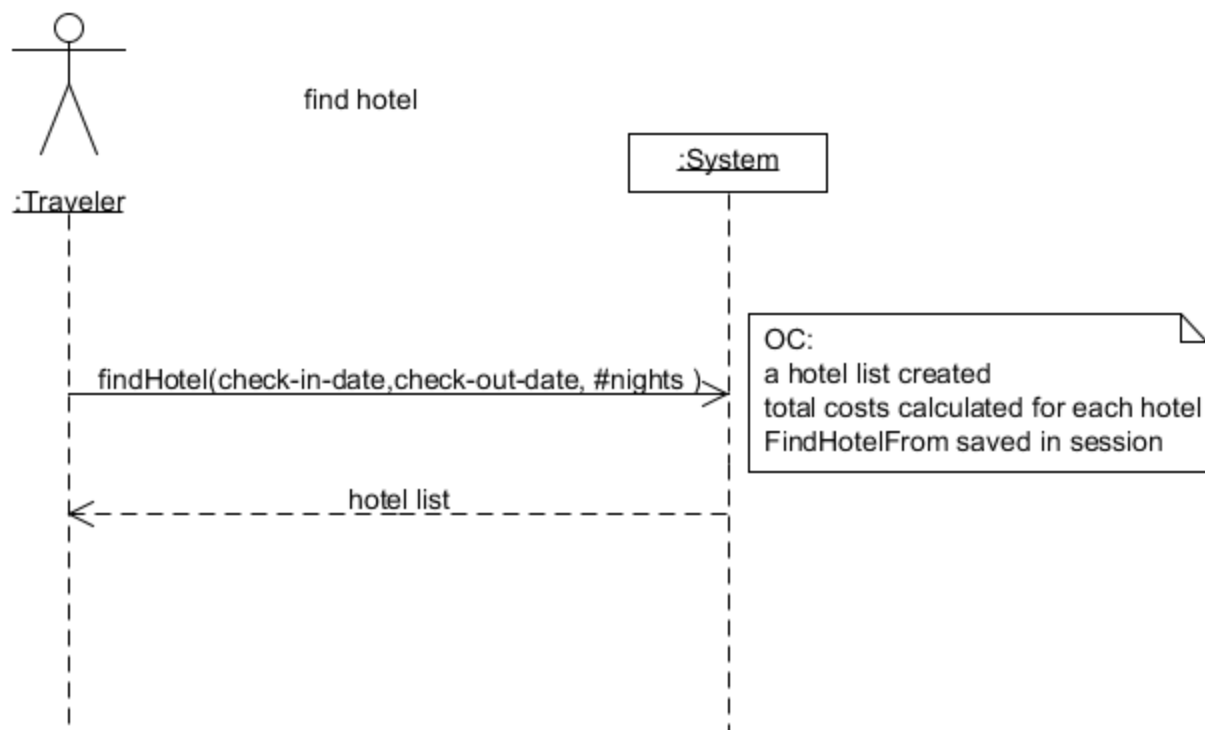 find hotel
:System
:Traveler
findHotel(check-in-date,check-out-date, #nights )
OC:
a hotel list created
total costs calculated for each hotel
FindHotelFrom saved in session
hotel list